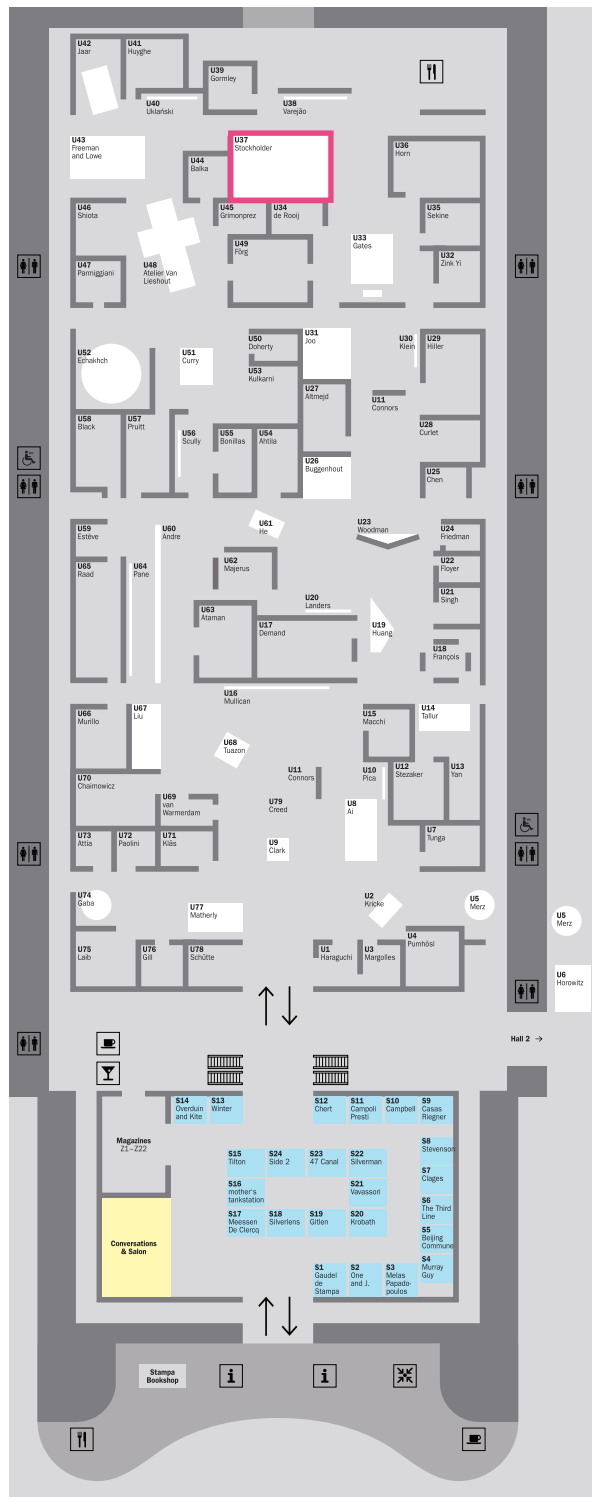 U42
Jaar
U41
Huyghe
U39
Gormley
U40
Uklański
U38
Varejão
U43
Freeman
and Lowe
U44
Balka
U37
Stockholder
U36
Horn
U46
Shiota
U45
Grimonprez
U34
de Rooij
U35
Sekine
U47
Parmiggiani
U48
Atelier Van
Lieshout
U49
Förg
U33
Gates
U32
Zink Yi
U52
Echakhch
U51
Curry
U50
Doherty
U53
Kulkarni
U31
Joo
U30
Klein
U29
Hiller
U27
Altmejd
U11
Connors
U58
Black
U57
Pruitt
U56
Scully
U55
Bonillas
U54
Ahtila
U28
Curlet
U26
Buggenhout
U25
Chen
U59
Estève
U60
Andre
U61
He
U23
Woodman
U24
Friedman
U65
Raad
U64
Pane
U62
Majerus
U22
Floyer
U21
Singh
U63
Ataman
U20
Landers
U17
Demand
U19
Huang
U18
François
U16
Mullican
U66
Murillo
U67
Liu
U68
Tuazon
U15
Macchi
U14
Tallur
U70
Chaimowicz
U11
Connors
U10
Pica
U12
Stezaker
U13
Yan
U69
van
Warmerdam
U79
Creed
U8
Ai
U73
Attia
U72
Paolini
U71
Klås
U9
Clark
U7
Tunga
U74
Gaba
U77
Matherly
U2
Kricke
U5
Merz
U5
Merz
U75
Laib
U76
Gill
U78
Schütte
U1
Haraguchi
U3
Margolles
U4
Pumhösl
U6
Horowitz
Hall 2 →
S14
Overduin
and Kite
S13
Winter
S12
Chert
S11
Campoli
Presti
S10
Campbell
S9
Casas
Riegner
Magazines
Z1–Z22
S15
Tilton
S24
Side 2
S23
47 Canal
S22
Silverman
S8
Stevenson
S7
Clages
S16
mother's
tankstation
S21
Vavassori
S6
The Third
Line
S17
Meessen
De Clercq
S18
Silverlens
S19
Gitlen
S20
Krobath
S5
Beijing
Commune
Conversations
& Salon
S4
Murray
Guy
S1
Gaudel
de
Stampa
S2
One
and J.
S3
Melas
Papado-
poulos
Stampa
Bookshop
i
i